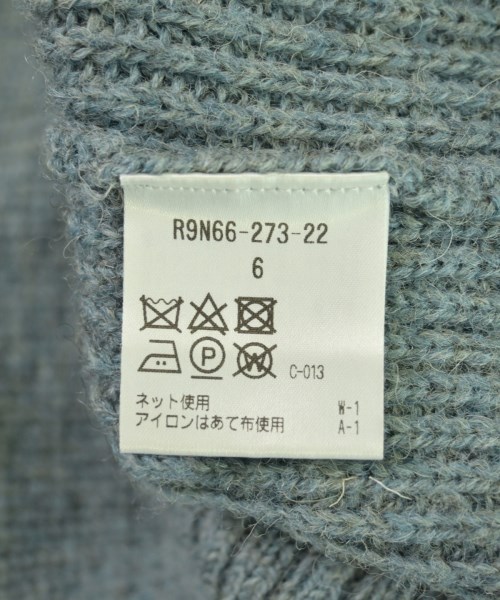 R9N66-273-22
6
P W C-013
ネット使用 W-1
アイロンはあて布使用 A-1